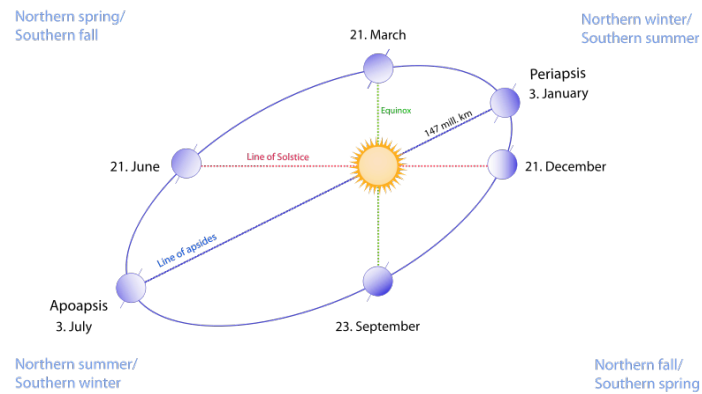 Northern spring/
Southern fall
Northern winter/
Southern summer
21. March
Periapsis
3. January
Equinox
147 mill. km
21. June
Line of Solstice
21. December
Line of apsides
Apoapsis
3. July
23. September
Northern summer/
Southern winter
Northern fall/
Southern spring